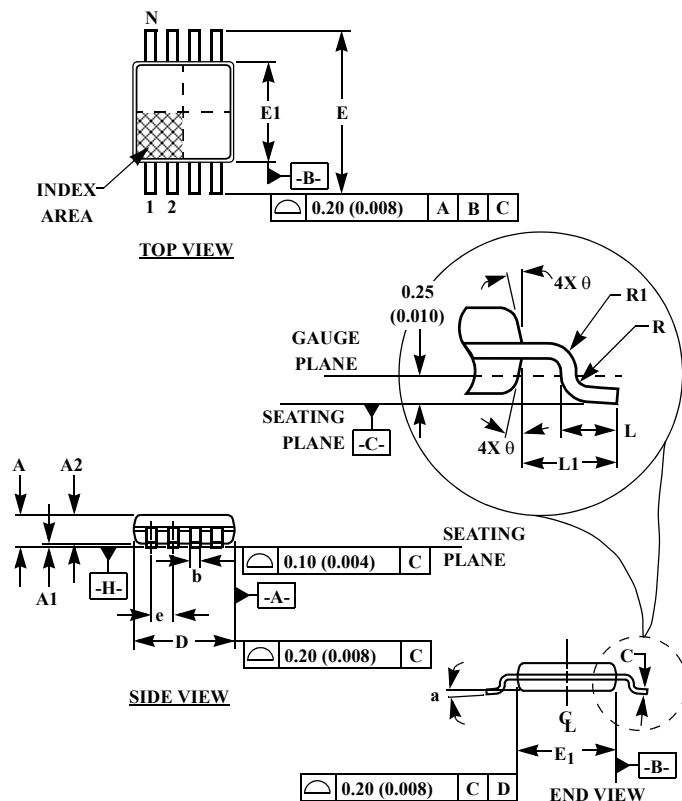 N
E1
E
-B-
INDEX
AREA
1 2
0.20 (0.008) A B C
TOP VIEW
0.25
(0.010)
4X θ
R1
R
GAUGE
PLANE
SEATING
PLANE
-C-
4X θ
L
L1
A
A2
SEATING
PLANE
0.10 (0.004) C
A1
-H-
b
-A-
e
D
0.20 (0.008) C
SIDE VIEW
C
a
C
L
E1
-B-
0.20 (0.008) C D
END VIEW